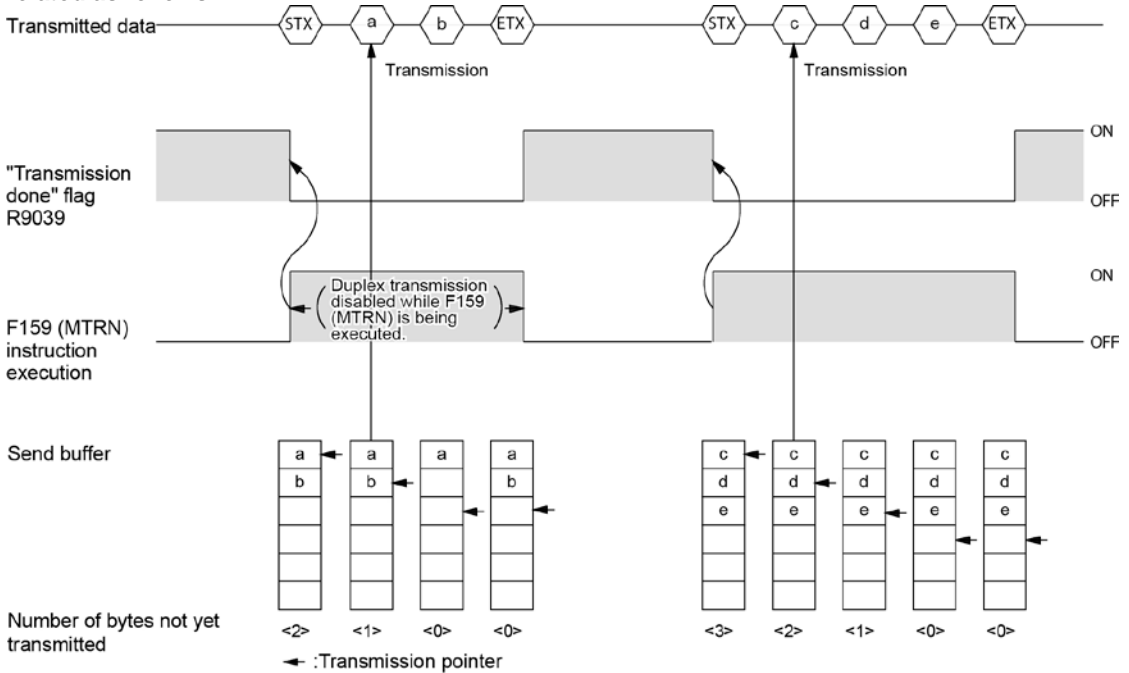 Transmitted data
STX a b ETX STX c d e ETX
Transmission Transmission
ON
"Transmission
done" flag
R9039
OFF
ON
Duplex transmission
disabled while F159
(MTRN) is being
executed.
F159 (MTRN)
instruction
execution
OFF
Send buffer
a a a a c c c c c
b b b d d d d d
e e e e e
Number of bytes not yet
transmitted
<2> <1> <0> <0> <3> <2> <1> <0> <0>
:Transmission pointer